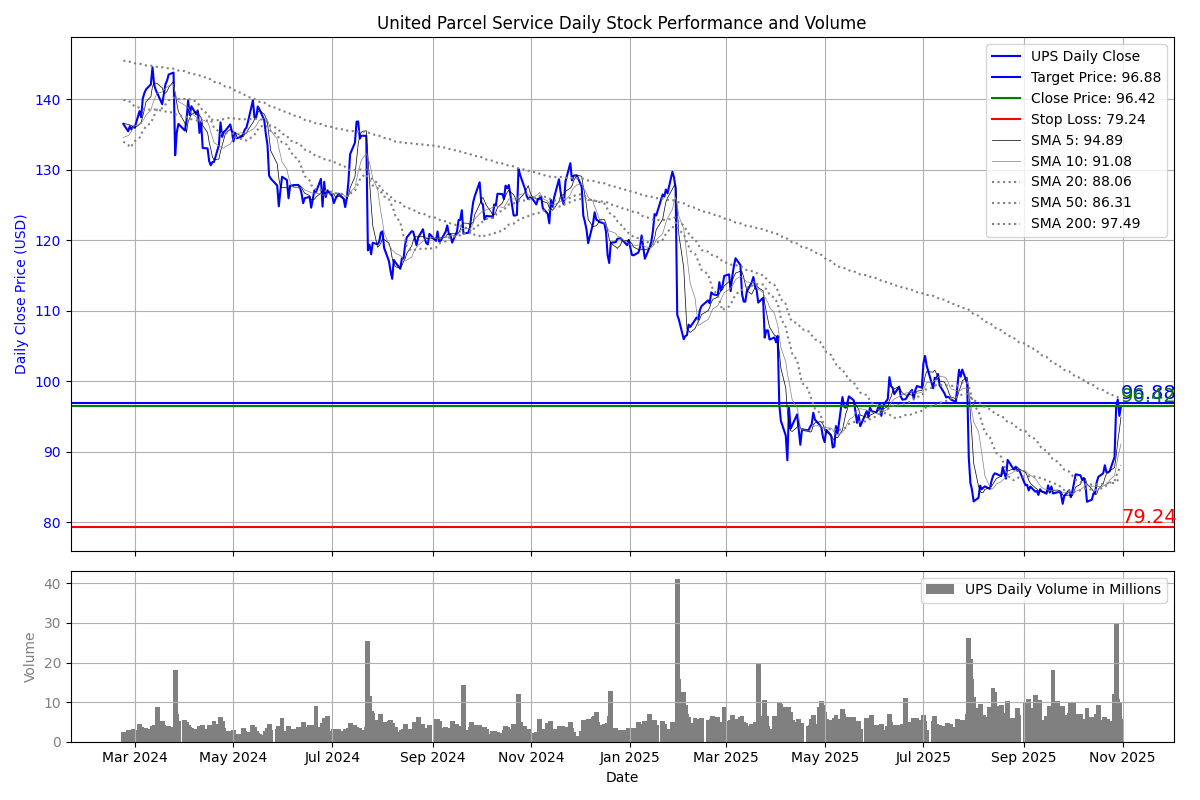 United Parcel Service Daily Stock Performance and Volume
Daily Close Price (USD)
140
130
120
110
100
90
80
UPS Daily Close
Target Price: 96.88
Close Price: 96.42
Stop Loss: 79.24
SMA 5: 94.89
SMA 10: 91.08
SMA 20: 88.06
SMA 50: 86.31
SMA 200: 97.49
96.88
96.42
79.24
Volume
40
30
20
10
0
UPS Daily Volume in Millions
Mar 2024 May 2024 Jul 2024 Sep 2024 Nov 2024 Jan 2025 Mar 2025 May 2025 Jul 2025 Sep 2025 Nov 2025
Date